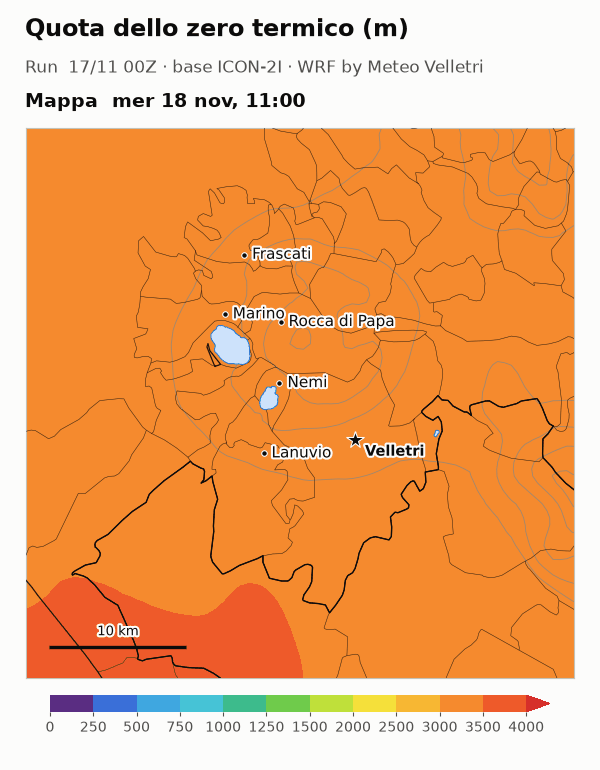 Quota dello zero termico (m)
Run  17/11 00Z · base ICON-2I · WRF by Meteo Velletri
Mappa  mer 18 nov, 11:00
Frascati
Marino
Rocca di Papa
Nemi
Velletri
Lanuvio
10 km
0 250 500 750 1000 1250 1500 2000 2500 3000 3500 4000